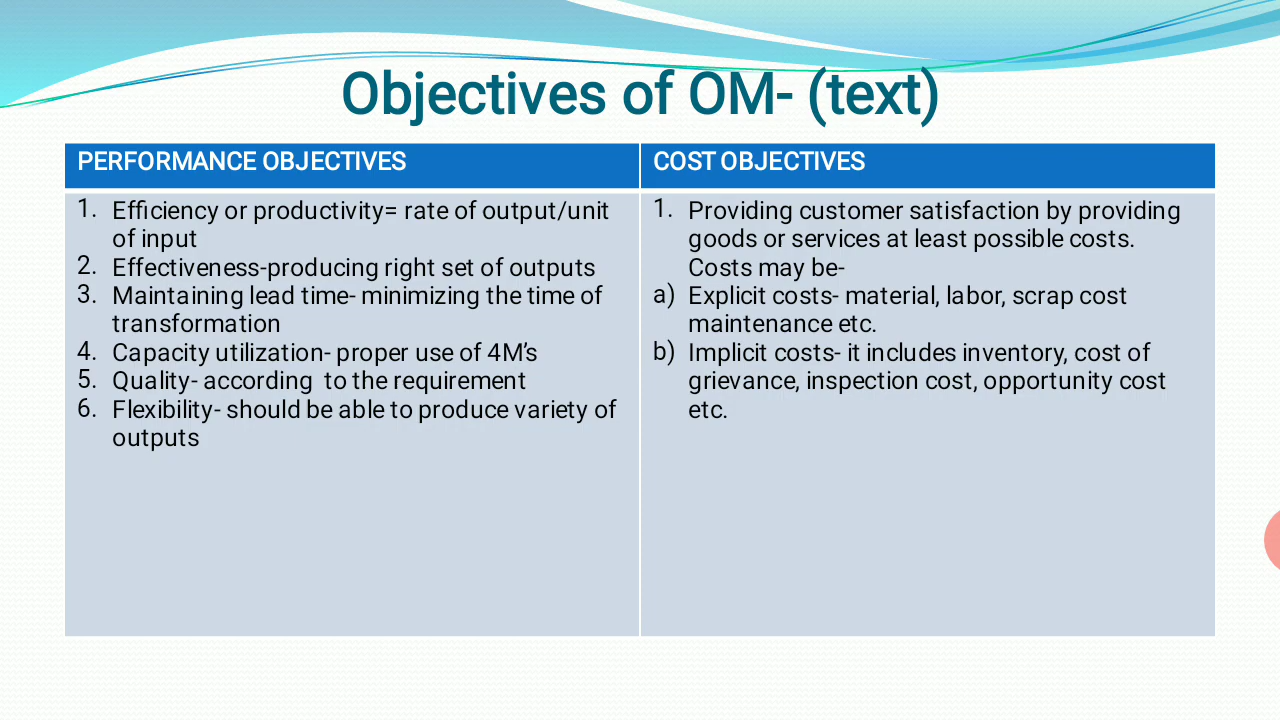 Objectives of OM- (text)
PERFORMANCE OBJECTIVES
1. Efficiency or productivity= rate of output/unit
of input
2. Effectiveness-producing right set of outputs
3. Maintaining lead time- minimizing the time of
transformation
4. Capacity utilization- proper use of 4M’s
5. Quality- according  to the requirement
6. Flexibility- should be able to produce variety of
outputs
COST OBJECTIVES
1. Providing customer satisfaction by providing
goods or services at least possible costs.
Costs may be-
a) Explicit costs- material, labor, scrap cost
maintenance etc.
b) Implicit costs- it includes inventory, cost of
grievance, inspection cost, opportunity cost
etc.